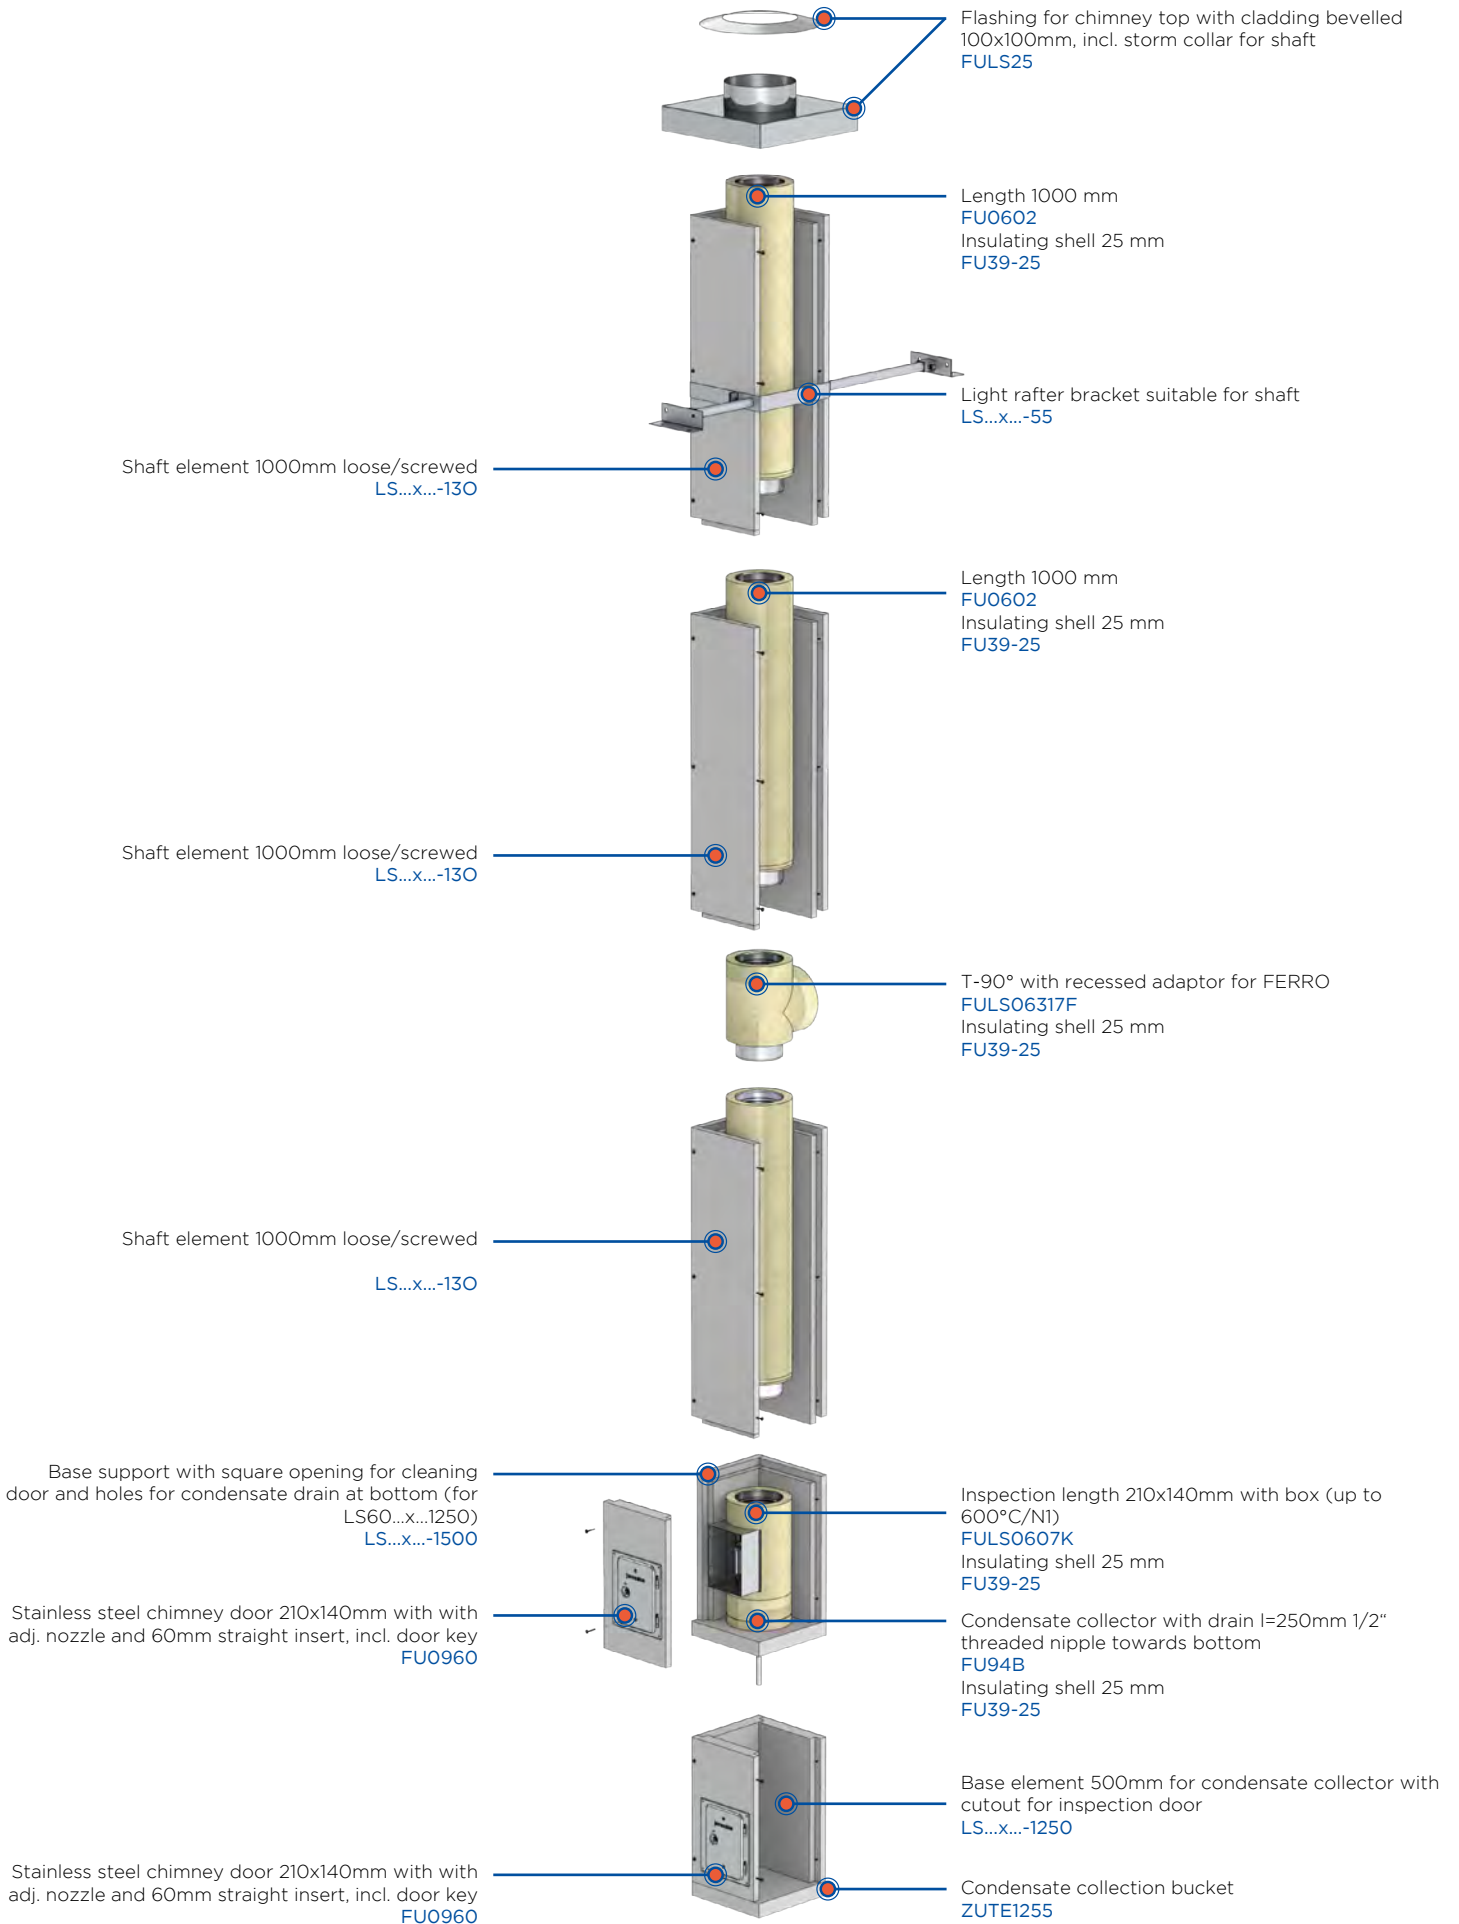 Flashing for chimney top with cladding bevelled
100x100mm, incl. storm collar for shaft
FULS25
Length 1000 mm
FU0602
Insulating shell 25 mm
FU39-25
Light rafter bracket suitable for shaft
LS...x...-55
Shaft element 1000mm loose/screwed
LS...x...-13O
Length 1000 mm
FU0602
Insulating shell 25 mm
FU39-25
Shaft element 1000mm loose/screwed
LS...x...-13O
T-90° with recessed adaptor for FERRO
FULS06317F
Insulating shell 25 mm
FU39-25
Shaft element 1000mm loose/screwed
LS...x...-13O
Base support with square opening for cleaning
door and holes for condensate drain at bottom (for
LS60...x...1250)
LS...x...-1500
Inspection length 210x140mm with box (up to
600°C/N1)
FULS0607K
Insulating shell 25 mm
FU39-25
Stainless steel chimney door 210x140mm with with
adj. nozzle and 60mm straight insert, incl. door key
FU0960
Condensate collector with drain l=250mm 1/2“
threaded nipple towards bottom
FU94B
Insulating shell 25 mm
FU39-25
Base element 500mm for condensate collector with
cutout for inspection door
LS...x...-1250
Stainless steel chimney door 210x140mm with with
adj. nozzle and 60mm straight insert, incl. door key
FU0960
Condensate collection bucket
ZUTE1255